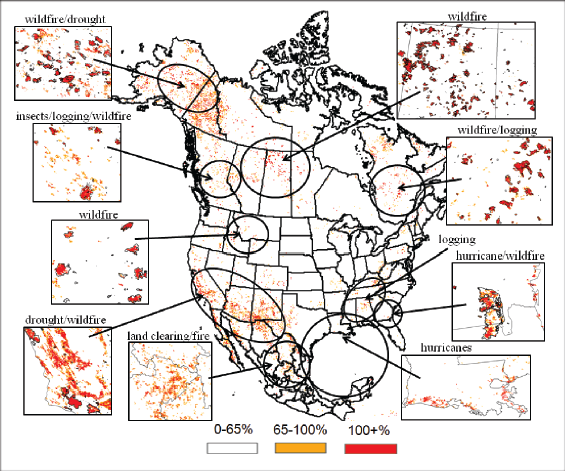 wildfire/drought
wildfire
insects/logging/wildfire
wildfire/logging
wildfire
logging
hurricane/wildfire
drought/wildfire
land clearing/fire
hurricanes
0-65% 65-100% 100+%